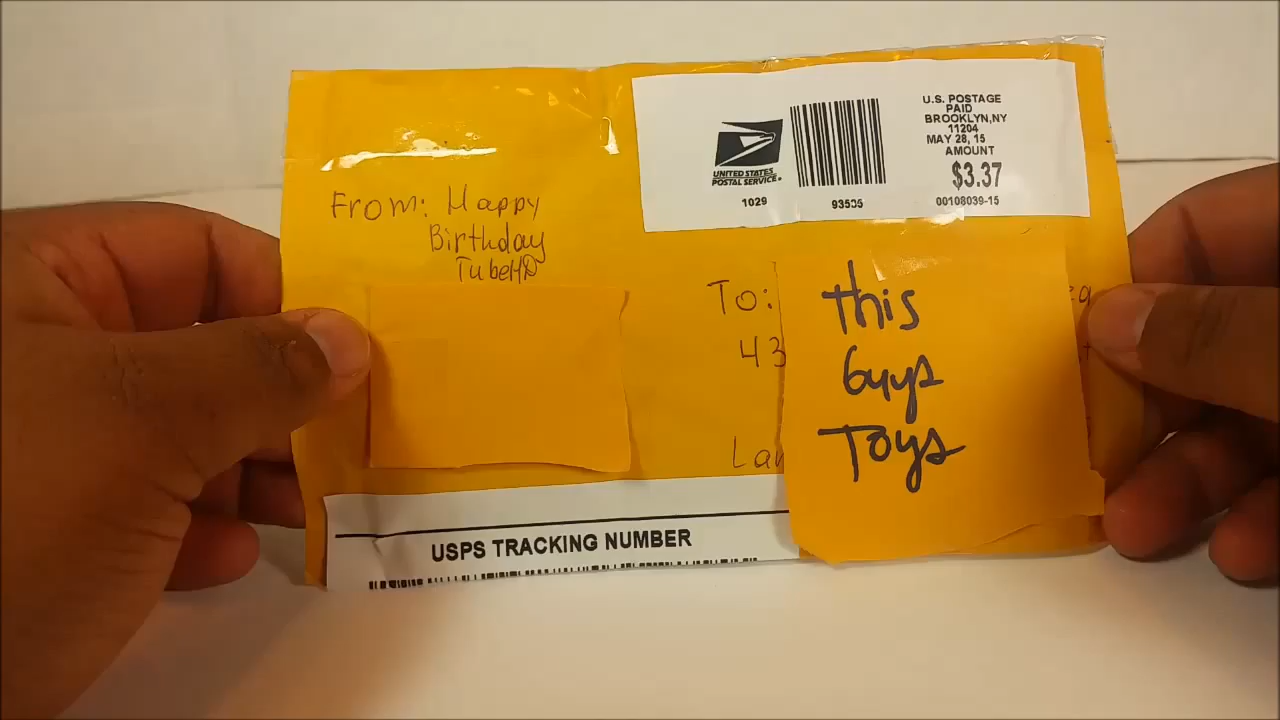 U.S. POSTAGE
PAID
BROOKLYN,NY
11204
MAY 28, 15
AMOUNT
$3.37
00108039-15
UNITED STATES
POSTAL SERVICE®
1029 93535
From: Happy
Birthday
TubeHD
To:
43
Lan
this
Guys
Toys
USPS TRACKING NUMBER